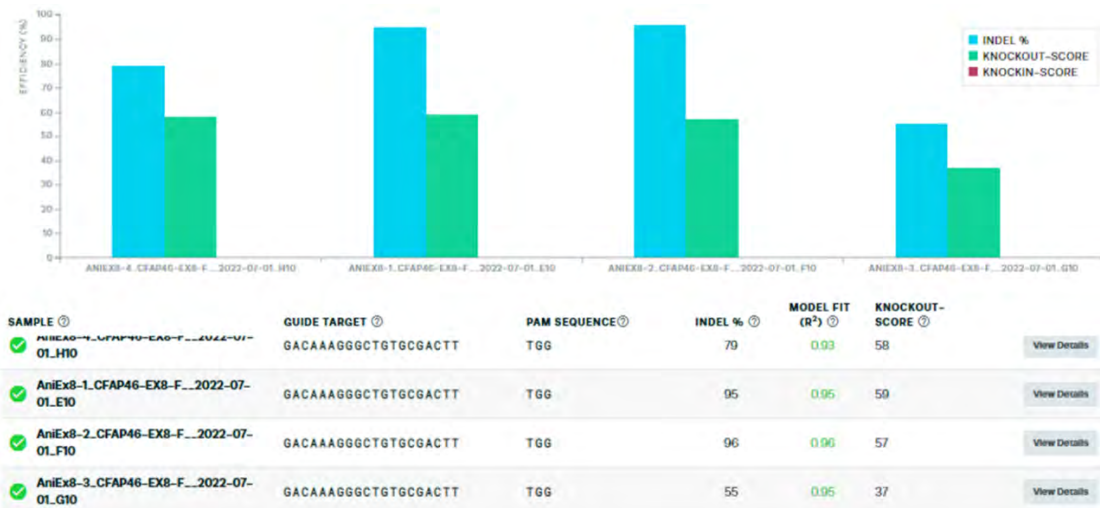 100
90
80
70
60
50
40
30
20
10
0
EFFICIENCY (%)
INDEL %
KNOCKOUT-SCORE
KNOCKIN-SCORE
ANIEX8-4_CFAP46-EX8-F__2022-07-01_H10
ANIEX8-1_CFAP46-EX8-F__2022-07-01_E10
ANIEX8-2_CFAP46-EX8-F__2022-07-01_F10
ANIEX8-3_CFAP46-EX8-F__2022-07-01_G10
SAMPLE ? GUIDE TARGET ? PAM SEQUENCE ? INDEL % ? MODEL FIT (R²) ? KNOCKOUT-SCORE ?
AniEx8-4_CFAP46-EX8-F__2022-07-
01_H10
GACAAAGGGCTGTGCGACTT TGG 79 0.93 58 View Details
AniEx8-1_CFAP46-EX8-F__2022-07-
01_E10
GACAAAGGGCTGTGCGACTT TGG 95 0.95 59 View Details
AniEx8-2_CFAP46-EX8-F__2022-07-
01_F10
GACAAAGGGCTGTGCGACTT TGG 96 0.96 57 View Details
AniEx8-3_CFAP46-EX8-F__2022-07-
01_G10
GACAAAGGGCTGTGCGACTT TGG 55 0.95 37 View Details